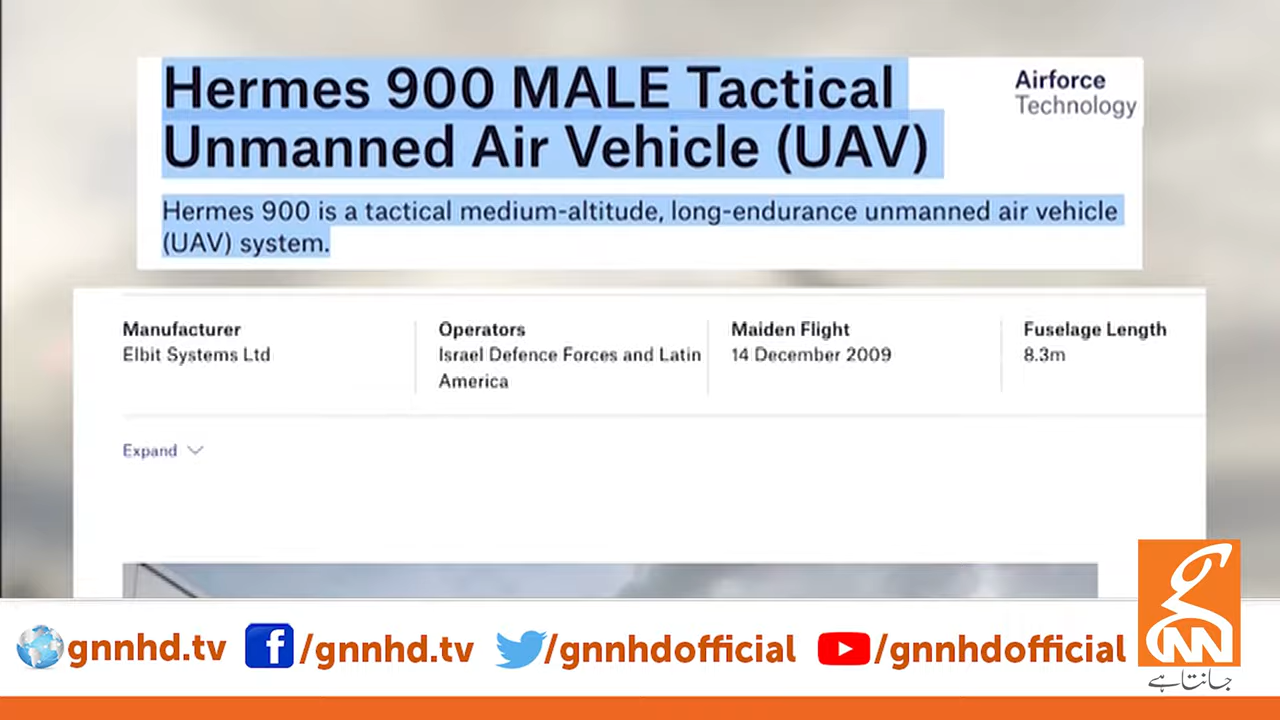 Hermes 900 MALE Tactical
Unmanned Air Vehicle (UAV)
Airforce
Technology
Hermes 900 is a tactical medium-altitude, long-endurance unmanned air vehicle
(UAV) system.
Manufacturer
Elbit Systems Ltd
Operators
Israel Defence Forces and Latin
America
Maiden Flight
14 December 2009
Fuselage Length
8.3m
Expand
gnnhd.tv
/gnnhd.tv
/gnnhdofficial
/gnnhdofficial
GNN
جانتا ہے